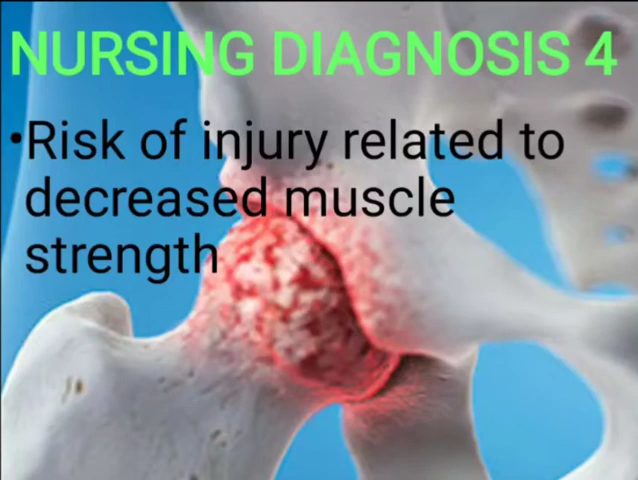 NURSING DIAGNOSIS 4
•Risk of injury related to
decreased muscle
strength